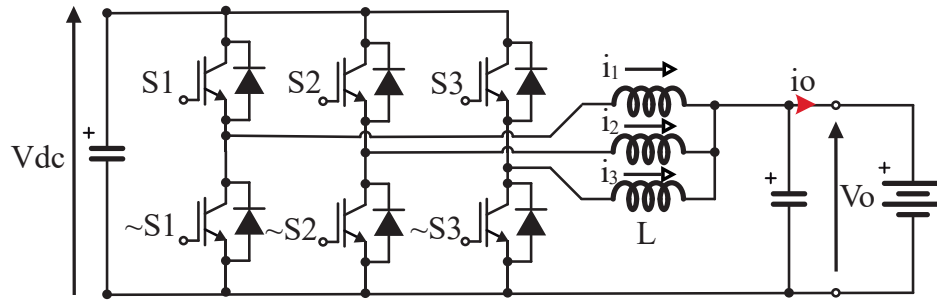 S1
S2
S3
i1
i2
i3
io
+
Vdc
~S1
~S2
~S3
L
+
Vo
+